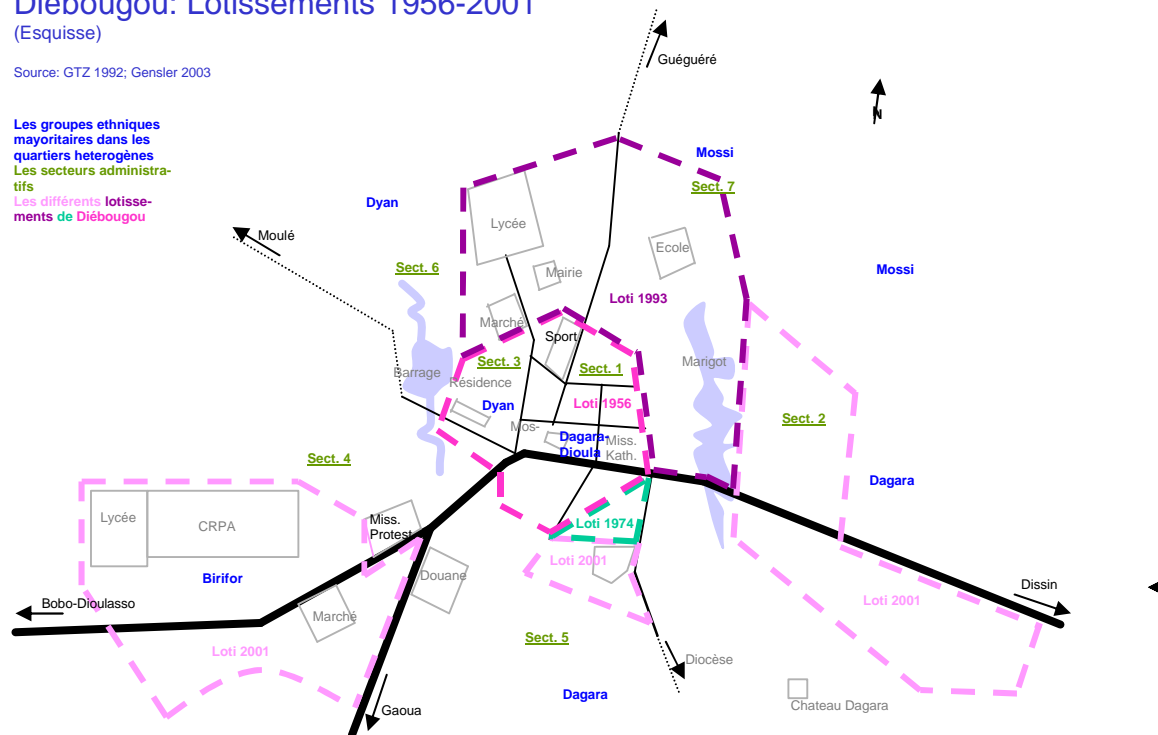 Diébougou: Lotissements 1956-2001
(Esquisse)
Source: GTZ 1992; Gensler 2003
Les groupes ethniques
mayoritaires dans les
quartiers heterogènes
Les secteurs administra-
tifs
Les différents lotisse-
ments de Diébougou
Guéguéré
N
Mossi
Sect. 7
Dyan
Lycée
Moulé
Ecole
Sect. 6
Mairie
Mossi
Loti 1993
Marché
Sport
Sect. 3
Sect. 1
Marigot
Barrage
Résidence
Dyan
Loti 1956
Sect. 2
Mos-
Dagara-
Dioula
Miss.
Kath.
Sect. 4
Dagara
Lycée
CRPA
Miss.
Protest.
Loti 1974
Loti 2001
Birifor
Douane
Dissin
Bobo-Dioulasso
Marché
Loti 2001
Sect. 5
Loti 2001
Diocèse
Dagara
Gaoua
Chateau Dagara